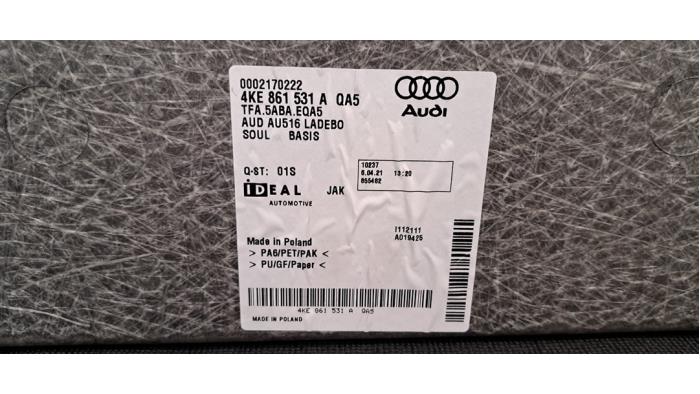 0002170222
4KE 861 531 A QA5
TFA.5ABA.EQA5
AUD AU516 LADEBO
SOUL BASIS
Audi
Q-ST: 01S
10237
6.04.21 13:20
855482
IDEAL JAK
AUTOMOTIVE
I112111
A019425
Made in Poland
> PA6/PET/PAK <
> PU/GF/Paper <
4KE 861 531 A QA5
MADE IN POLAND